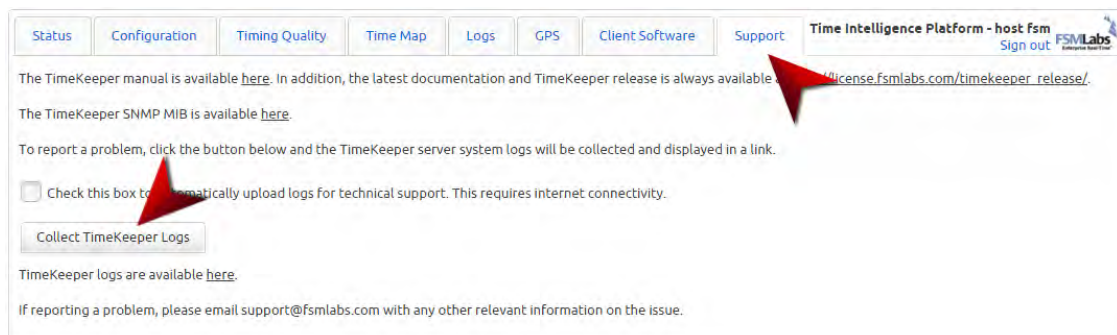 Status Configuration Timing Quality Time Map Logs GPS Client Software Support Time Intelligence Platform - host fsm
Sign out FSMLabs
The TimeKeeper manual is available here. In addition, the latest documentation and TimeKeeper release is always available /license.fsmlabs.com/timekeeper_release/.
The TimeKeeper SNMP MIB is available here.
To report a problem, click the button below and the TimeKeeper server system logs will be collected and displayed in a link.
Check this box to upload logs for technical support. This requires internet connectivity.
Collect TimeKeeper Logs
TimeKeeper logs are available here.
If reporting a problem, please email support@fsmlabs.com with any other relevant information on the issue.